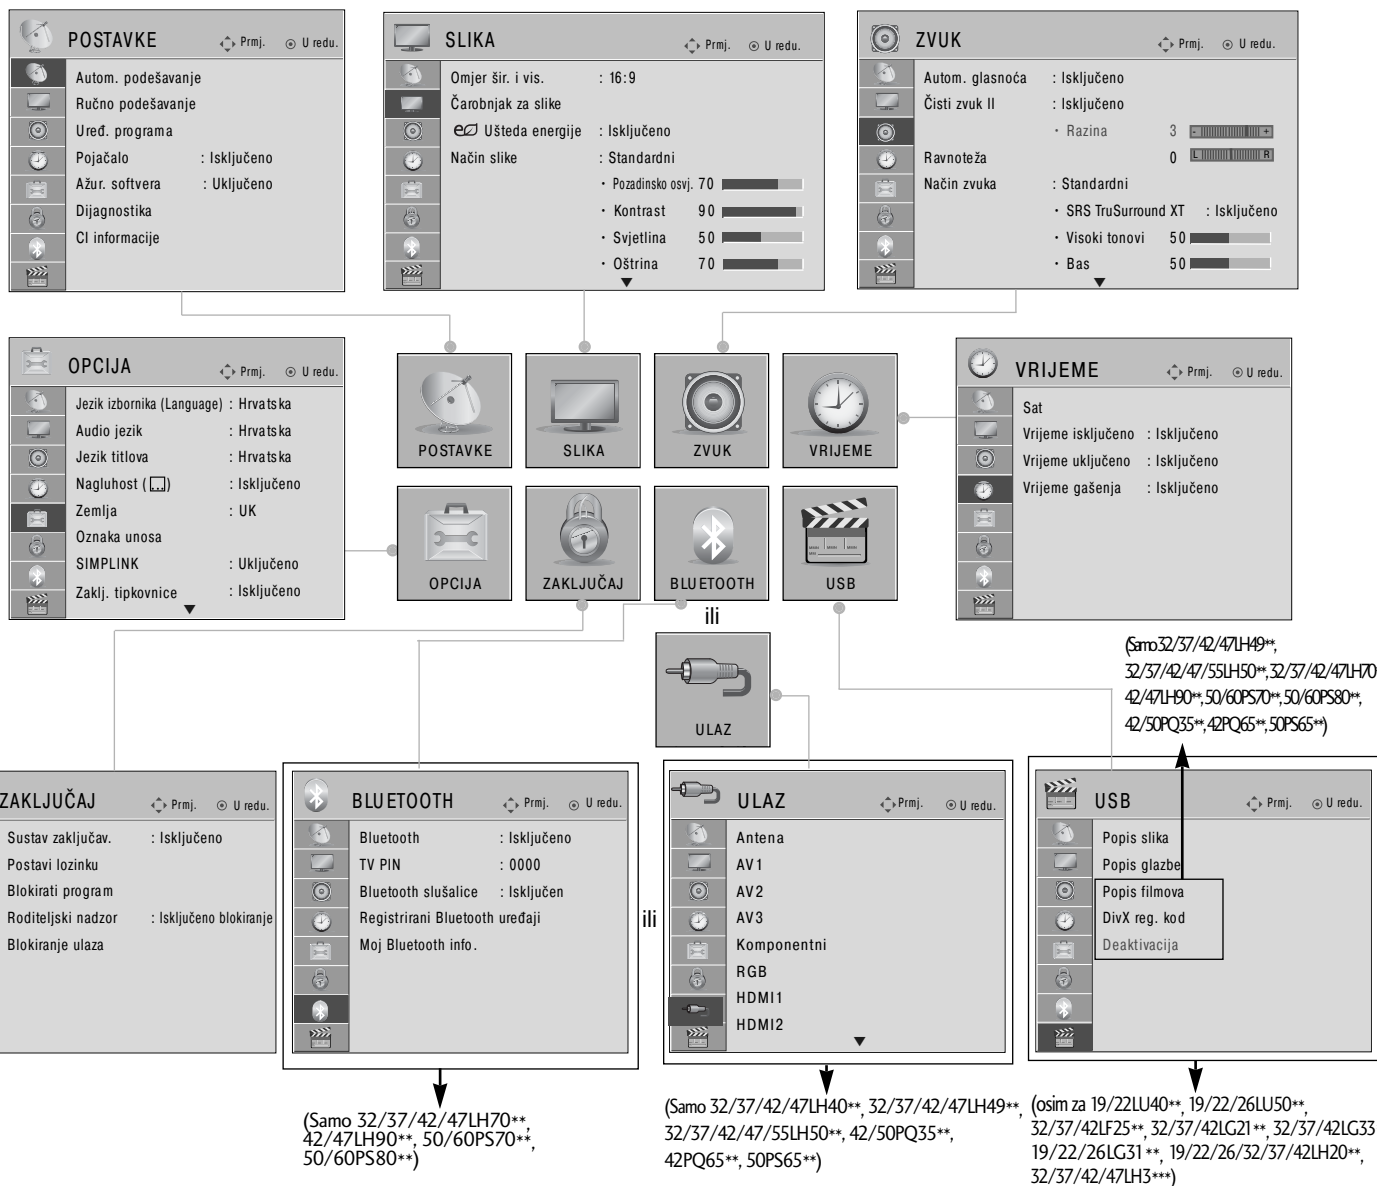 POSTAVKE Prmj. U redu.
Autom. podešavanje
Ručno podešavanje
Uređ. programa
Pojačalo : Isključeno
Ažur. softvera : Uključeno
Dijagnostika
CI informacije
SLIKA Prmj. U redu.
Omjer šir. i vis. : 16:9
Čarobnjak za slike
Ušteda energije : Isključeno
Način slike : Standardni
• Pozadinsko osvj. 70
• Kontrast 90
• Svjetlina 50
• Oštrina 70
ZVUK Prmj. U redu.
Autom. glasnoća : Isključeno
Čisti zvuk II : Isključeno
• Razina 3 - +
Ravnoteža 0 L R
Način zvuka : Standardni
• SRS TruSurround XT : Isključeno
• Visoki tonovi 50
• Bas 50
OPCIJA Prmj. U redu.
Jezik izbornika (Language) : Hrvatska
Audio jezik : Hrvatska
Jezik titlova : Hrvatska
Nagluhost ( ) : Isključeno
Zemlja : UK
Oznaka unosa
SIMPLINK : Uključeno
Zaklj. tipkovnice : Isključeno
POSTAVKE
SLIKA
ZVUK
VRIJEME
OPCIJA
ZAKLJUČAJ
BLUETOOTH
USB
ili
ULAZ
VRIJEME Prmj. U redu.
Sat
Vrijeme isključeno : Isključeno
Vrijeme uključeno : Isključeno
Vrijeme gašenja : Isključeno
(Samo 32/37/42/47LH49**,
32/37/42/47/55LH50**, 32/37/42/47LH70
42/47LH90**, 50/60PS70**, 50/60PS80**,
42/50PQ35**, 42PQ65**, 50PS65**)
ZAKLJUČAJ Prmj. U redu.
Sustav zaključav. : Isključeno
Postavi lozinku
Blokirati program
Roditeljski nadzor : Isključeno blokiranje
Blokiranje ulaza
BLUETOOTH Prmj. U redu.
Bluetooth : Isključeno
TV PIN : 0000
Bluetooth slušalice : Isključen
Registrirani Bluetooth uređaji
Moj Bluetooth info.
ili
ULAZ Prmj. U redu.
Antena
AV1
AV2
AV3
Komponentni
RGB
HDMI1
HDMI2
USB Prmj. U redu.
Popis slika
Popis glazbe
Popis filmova
DivX reg. kod
Deaktivacija
(Samo 32/37/42/47LH70**,
42/47LH90**, 50/60PS70**,
50/60PS80**)
(Samo 32/37/42/47LH40**, 32/37/42/47LH49**,
32/37/42/47/55LH50**, 42/50PQ35**,
42PQ65**, 50PS65**)
(osim za 19/22LU40**, 19/22/26LU50**,
32/37/42LF25**, 32/37/42LG21**, 32/37/42LG33
19/22/26LG31**, 19/22/26/32/37/42LH20**,
32/37/42/47LH3***)